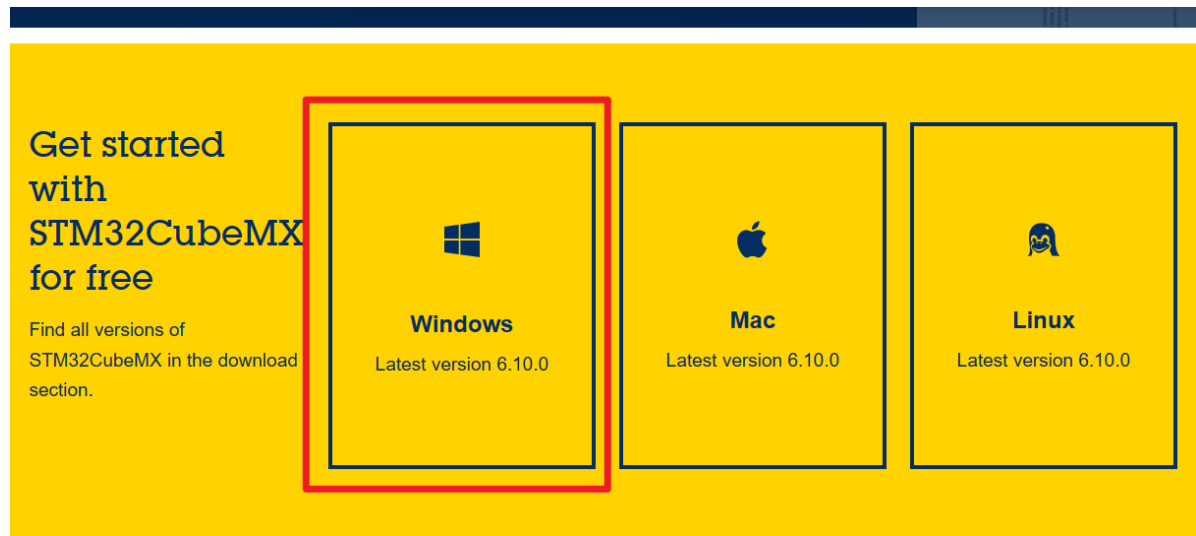 Get started
with
STM32CubeMX
for free
Find all versions of
STM32CubeMX in the download
section.
Windows
Latest version 6.10.0
Mac
Latest version 6.10.0
Linux
Latest version 6.10.0